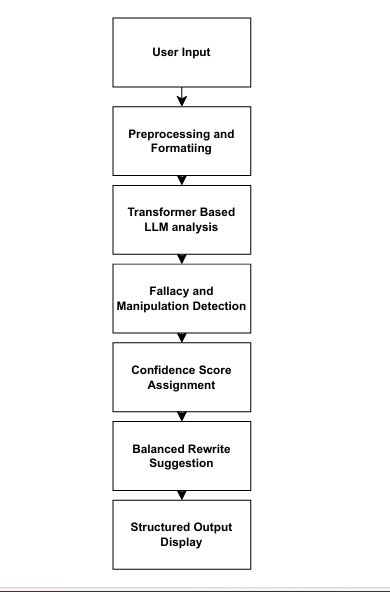 User Input
Preprocessing and
Formatiing
Transformer Based
LLM analysis
Fallacy and
Manipulation Detection
Confidence Score
Assignment
Balanced Rewrite
Suggestion
Structured Output
Display